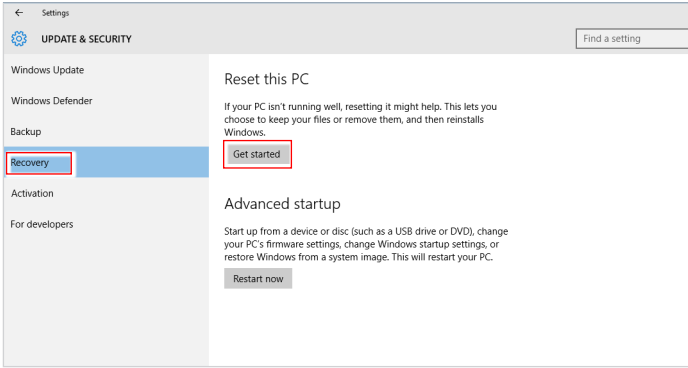 Settings
UPDATE & SECURITY
Find a setting
Windows Update
Windows Defender
Backup
Recovery
Activation
For developers
Reset this PC
If your PC isn't running well, resetting it might help. This lets you
choose to keep your files or remove them, and then reinstalls
Windows.
Get started
Advanced startup
Start up from a device or disc (such as a USB drive or DVD), change
your PC's firmware settings, change Windows startup settings, or
restore Windows from a system image. This will restart your PC.
Restart now